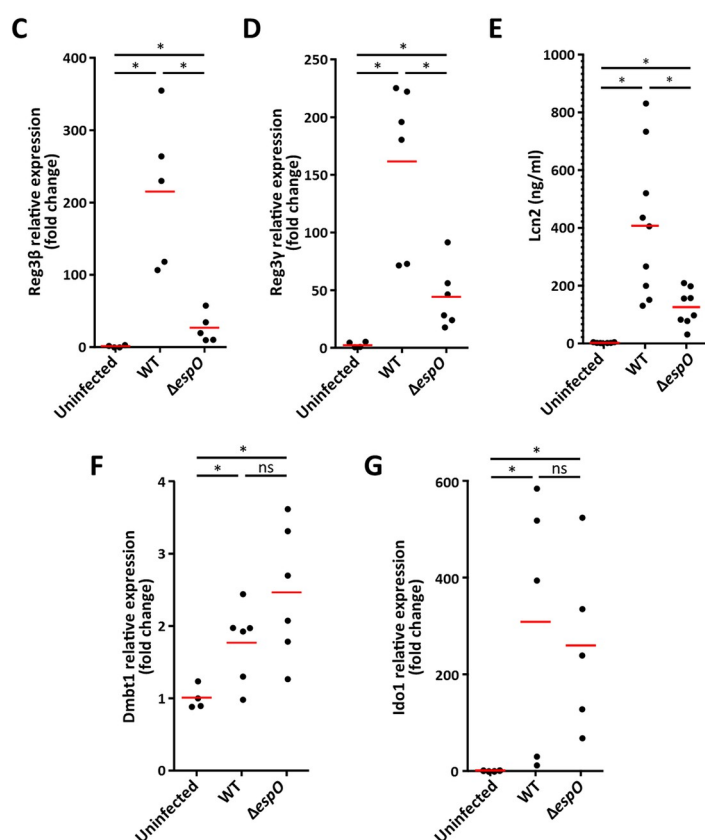 C
*
* *
Reg3β relative expression
(fold change)
400
300
200
100
0
Uninfected
WT
ΔespO
D
*
* *
Reg3γ relative expression
(fold change)
250
200
150
100
50
0
Uninfected
WT
ΔespO
E
*
* *
Lcn2 (ng/ml)
1000
800
600
400
200
0
Uninfected
WT
ΔespO
F
*
* ns
Dmbt1 relative expression
(fold change)
4
3
2
1
0
Uninfected
WT
ΔespO
G
*
* ns
Ido1 relative expression
(fold change)
600
400
200
0
Uninfected
WT
ΔespO